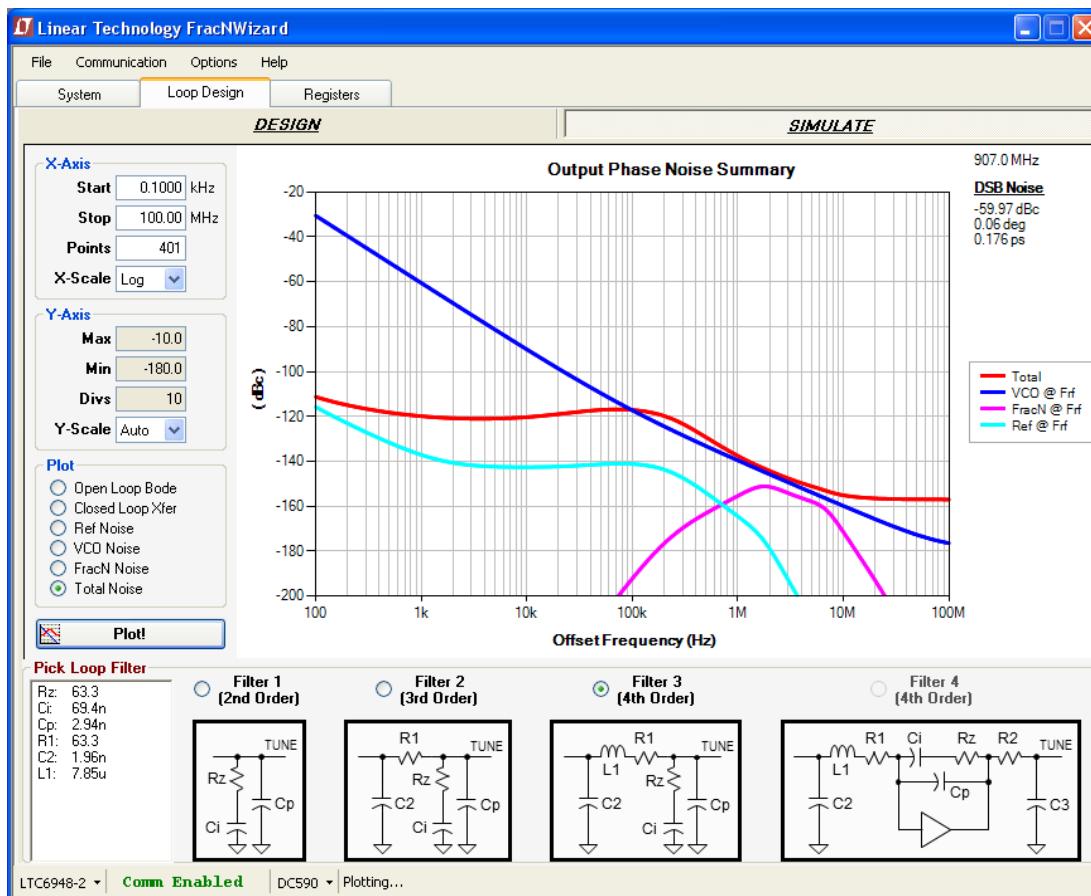 Linear Technology FracNWizard
File Communication Options Help
System Loop Design Registers
DESIGN SIMULATE
X-Axis
Start 0.1000 kHz
Stop 100.00 MHz
Points 401
X-Scale Log
Y-Axis
Max -10.0
Min -180.0
Divs 10
Y-Scale Auto
Plot
Open Loop Bode
Closed Loop Xfer
Ref Noise
VCO Noise
FracN Noise
Total Noise
Plot!
Output Phase Noise Summary
(dBc)
-20
-40
-60
-80
-100
-120
-140
-160
-180
-200
100 1k 10k 100k 1M 10M 100M
Offset Frequency (Hz)
907.0 MHz
DSB Noise
-59.97 dBc
0.06 deg
0.176 ps
Total
VCO @ Frf
FracN @ Frf
Ref @ Frf
Pick Loop Filter
Rz: 63.3
Ci: 69.4n
Cp: 2.94n
R1: 63.3
C2: 1.96n
L1: 7.85u
Filter 1
(2nd Order)
TUNE
Rz
Cp
Ci
Filter 2
(3rd Order)
R1
TUNE
Rz
C2
Cp
Ci
Filter 3
(4th Order)
R1
TUNE
L1
Rz
C2
Cp
Ci
Filter 4
(4th Order)
R1 Ci Rz R2 TUNE
L1
Cp
C2
C3
LTC6948-2 Comm Enabled DC590 Plotting...